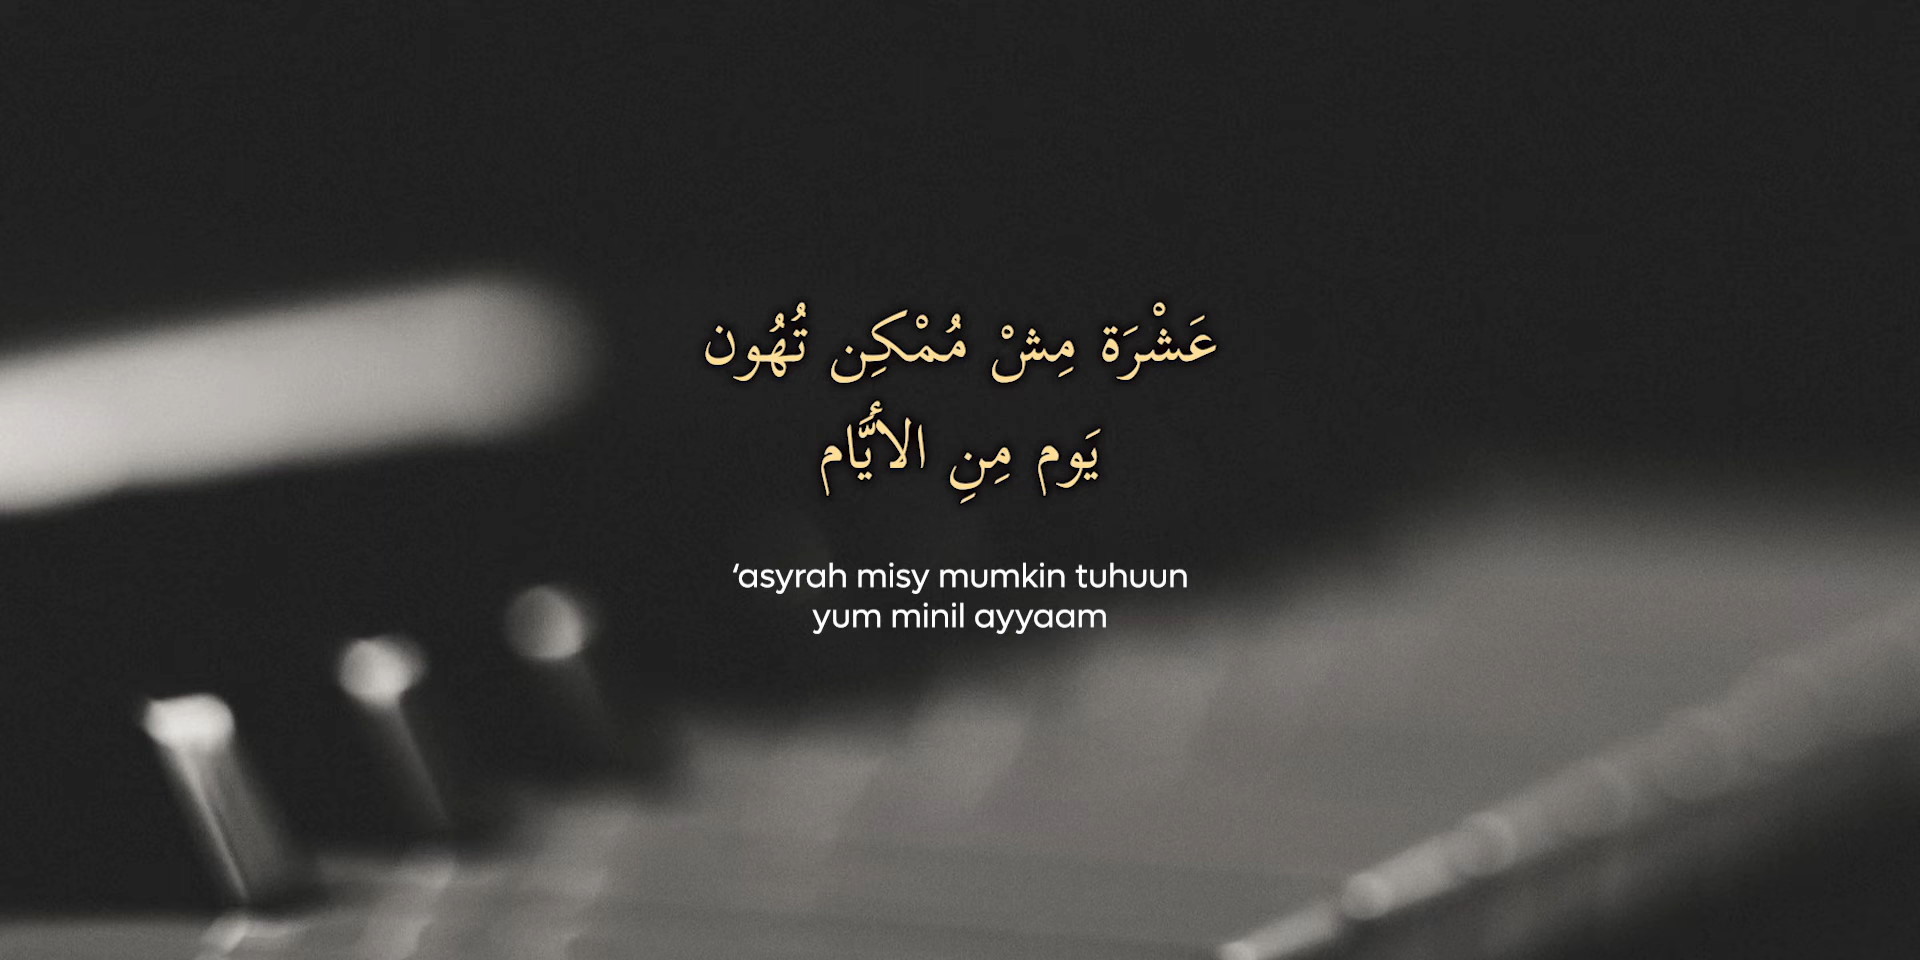 عَشْرَة مِشْ مُمْكِن تُهُون
يَوم مِنِ الأَيَّام
‘asyrah misy mumkin tuhuun
yum minil ayyaam